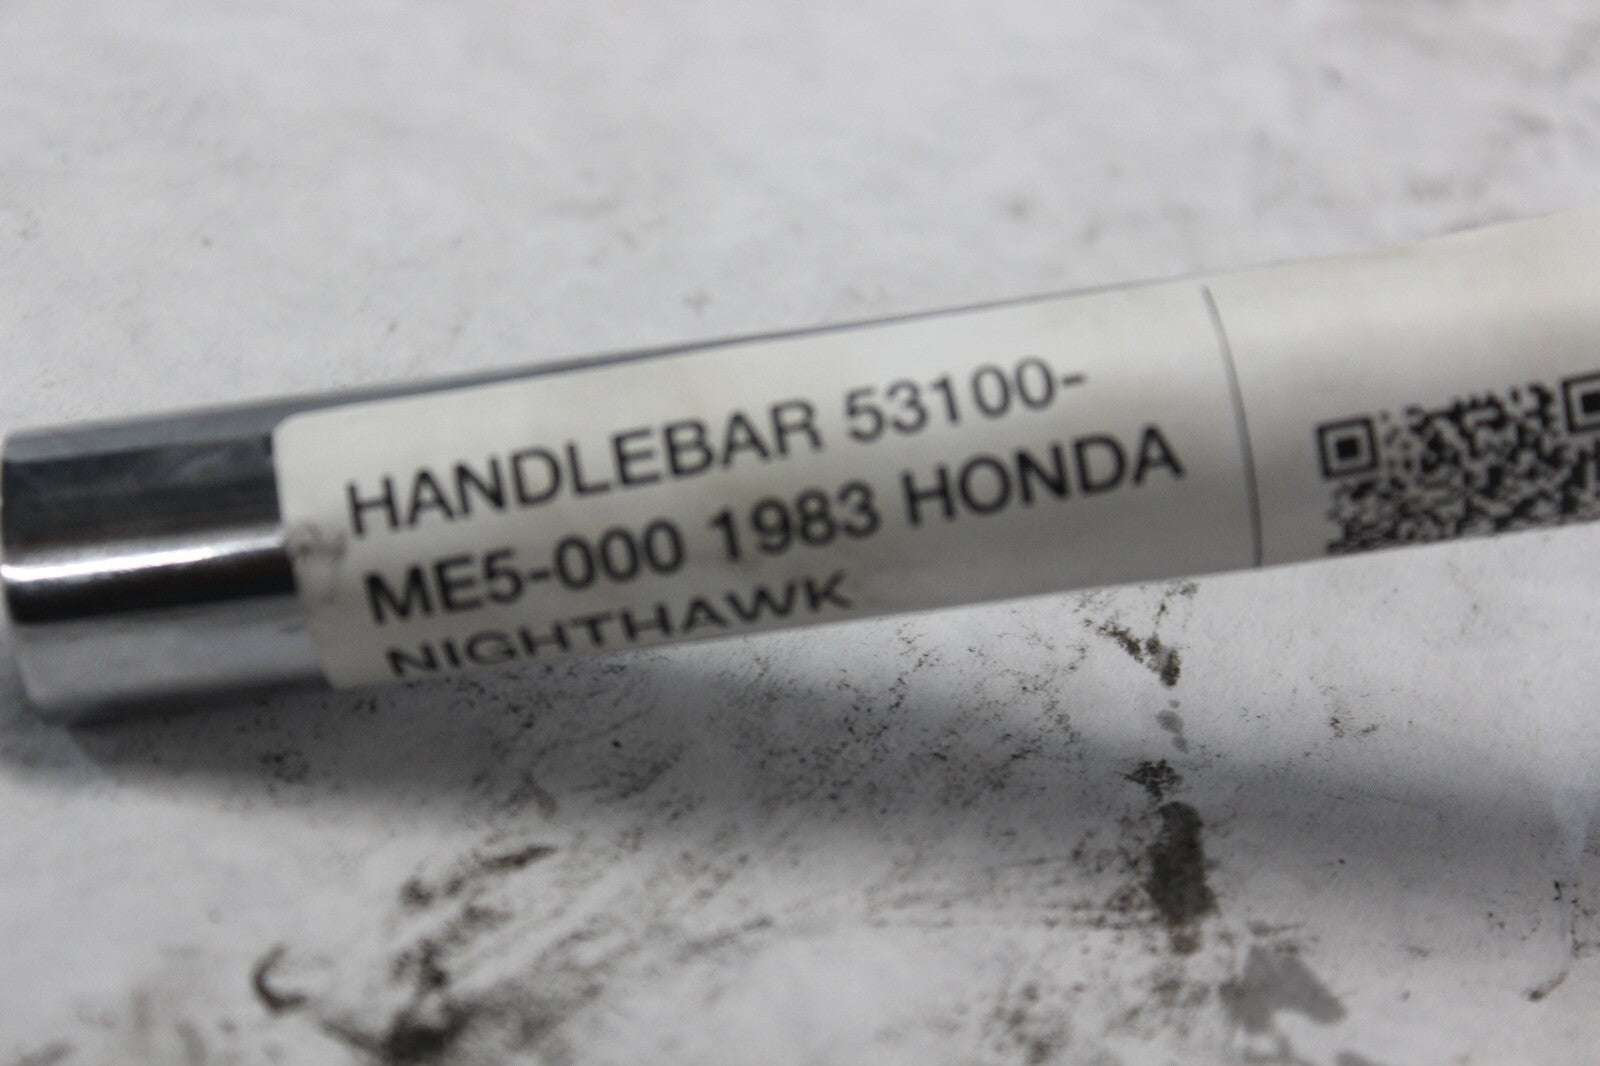 HANDLEBAR 53100-
ME5-000 1983 HONDA
NIGHTHAWK